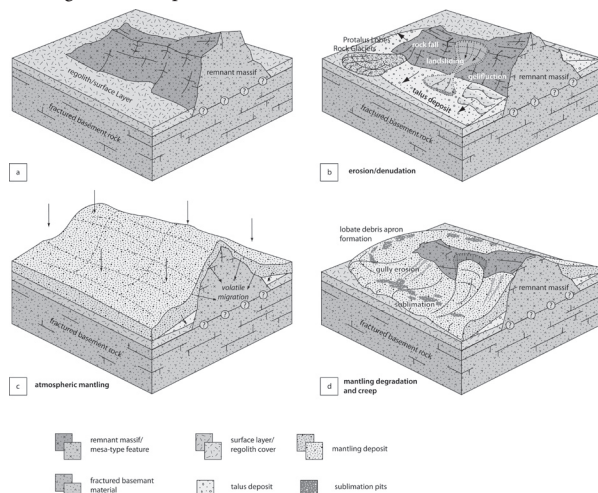 regolith/surface Layer
remnant massif
fractured basement rock
? ? ? ?
a
Protalus Lobes
Rock Glaciers
rock fall
landsliding
gelifluction
talus deposit
remnant massif
? ? ? ?
fractured basement rock
b
erosion/denudation
volatile
migration
? ? ? ?
fractured basement rock
c
atmospheric mantling
lobate debris apron
formation
gully erosion
sublimation
remnant massif
? ? ? ?
fractured basement rock
d
mantling degradation
and creep
remnant massif/
mesa-type feature
surface layer/
regolith cover
mantling deposit
fractured basemant
material
talus deposit
sublimation pits